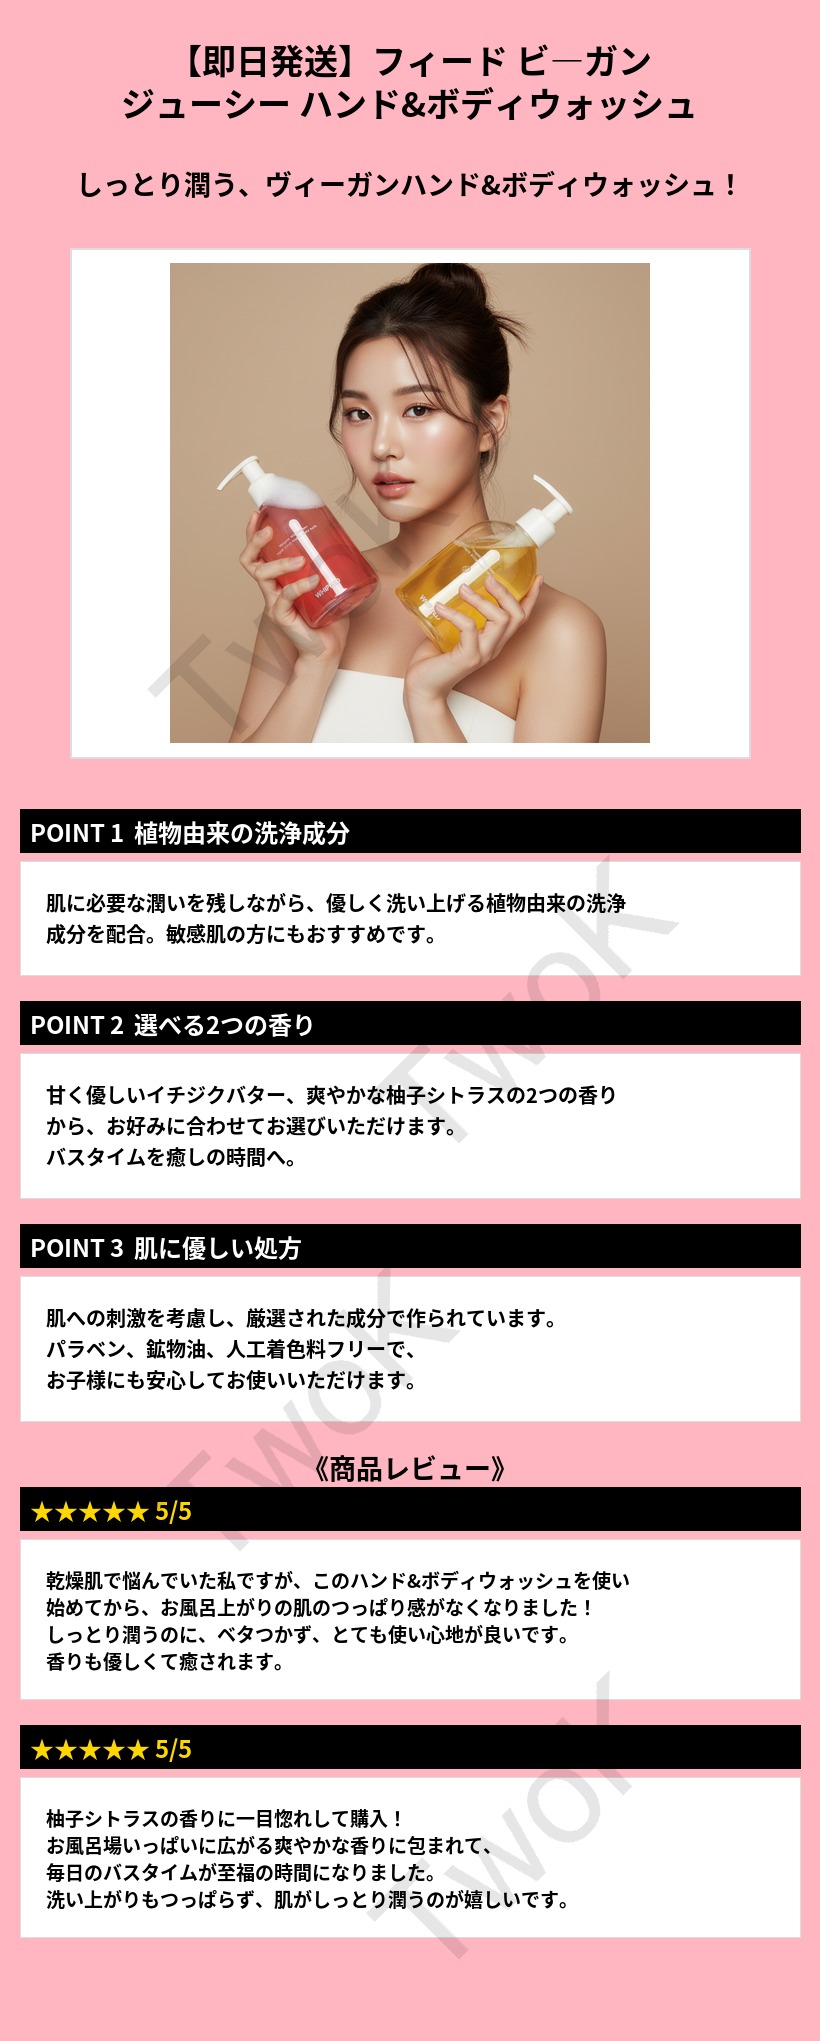 【即日発送】フィード ビ―ガン
ジューシー ハンド&ボディウォッシュ
しっとり潤う、ヴィーガンハンド&ボディウォッシュ！
WHIPPED
TwoK
POINT 1 植物由来の洗浄成分
肌に必要な潤いを残しながら、優しく洗い上げる植物由来の洗浄
成分を配合。敏感肌の方にもおすすめです。
TwoK
POINT 2 選べる2つの香り
甘く優しいイチジクバター、爽やかな柚子シトラスの2つの香り
から、お好みに合わせてお選びいただけます。
バスタイムを癒しの時間へ。
POINT 3 肌に優しい処方
肌への刺激を考慮し、厳選された成分で作られています。
パラベン、鉱物油、人工着色料フリーで、
お子様にも安心してお使いいただけます。
TwoK
《商品レビュー》
★★★★★ 5/5
乾燥肌で悩んでいた私ですが、このハンド&ボディウォッシュを使い
始めてから、お風呂上がりの肌のつっぱり感がなくなりました！
しっとり潤うのに、ベタつかず、とても使い心地が良いです。
香りも優しくて癒されます。
★★★★★ 5/5
柚子シトラスの香りに一目惚れして購入！
お風呂場いっぱいに広がる爽やかな香りに包まれて、
毎日のバスタイムが至福の時間になりました。
洗い上がりもつっぱらず、肌がしっとり潤うのが嬉しいです。
TwoK